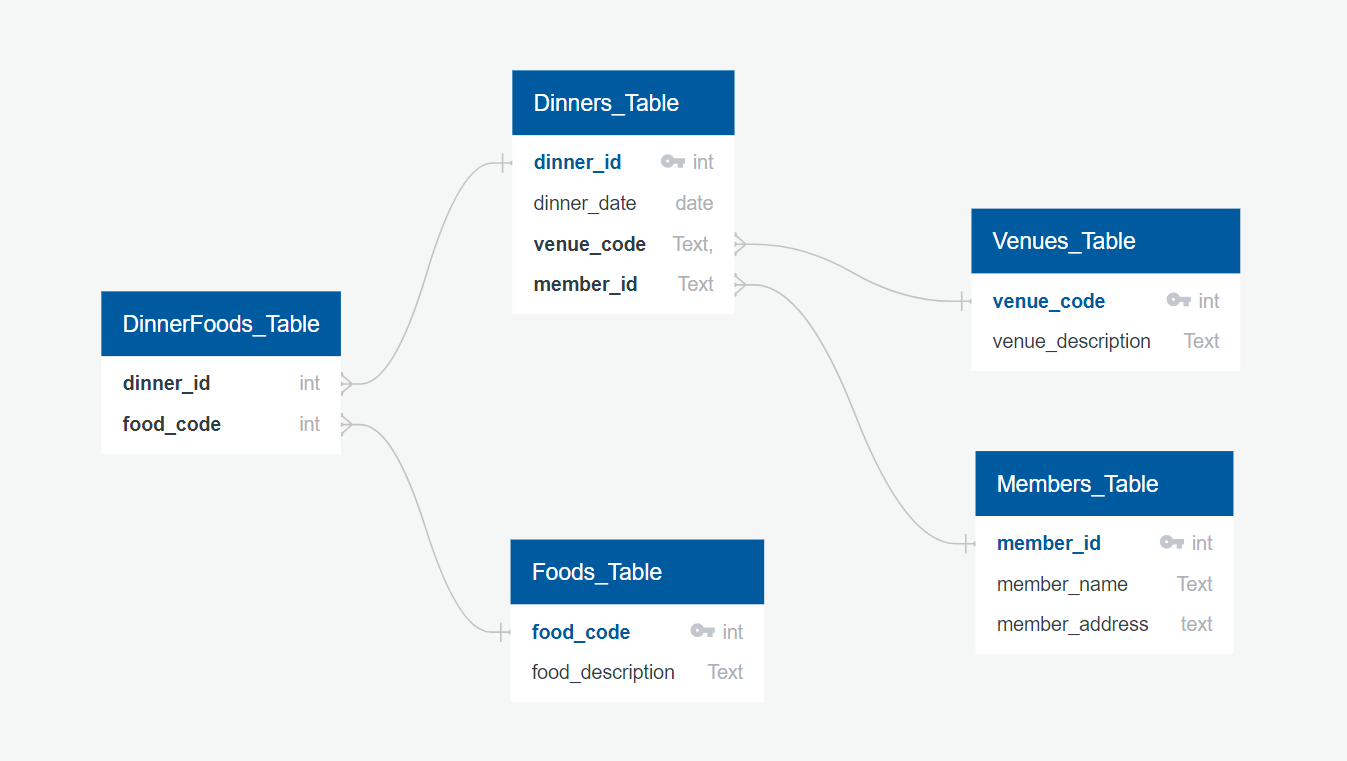 Dinners_Table
dinner_id int
dinner_date date
venue_code Text,
member_id Text
Venues_Table
venue_code int
venue_description Text
DinnerFoods_Table
dinner_id int
food_code int
Members_Table
member_id int
member_name Text
member_address text
Foods_Table
food_code int
food_description Text